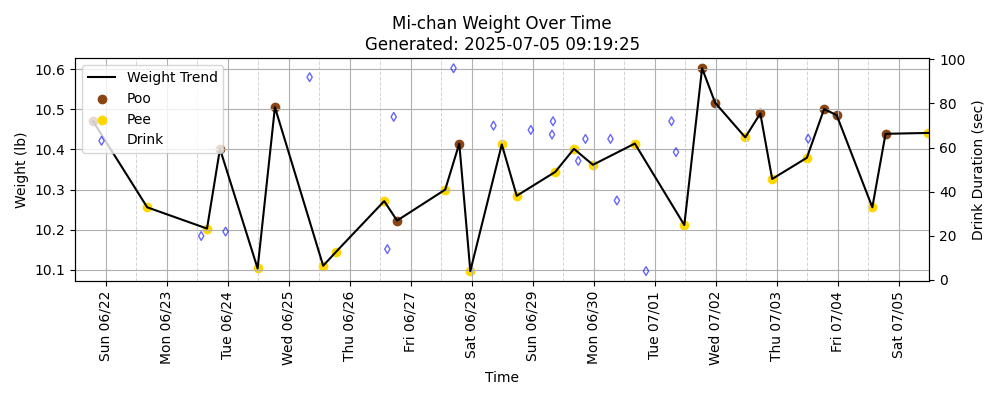 Mi-chan Weight Over Time
Generated: 2025-07-05 09:19:25
Weight Trend
Poo
Pee
Drink
Weight (lb)
10.6
10.5
10.4
10.3
10.2
10.1
100
80
60
40
20
0
Drink Duration (sec)
Sun 06/22
Mon 06/23
Tue 06/24
Wed 06/25
Thu 06/26
Fri 06/27
Sat 06/28
Sun 06/29
Mon 06/30
Tue 07/01
Wed 07/02
Thu 07/03
Fri 07/04
Sat 07/05
Time